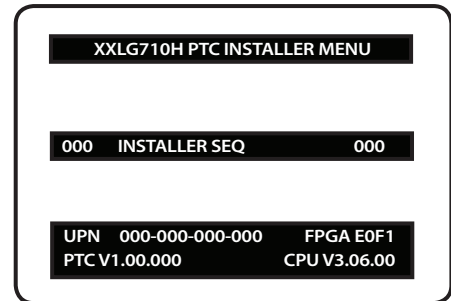 XXLG710H PTC INSTALLER MENU
000 INSTALLER SEQ 000
UPN 000-000-000-000 FPGA E0F1
PTC V1.00.000 CPU V3.06.00